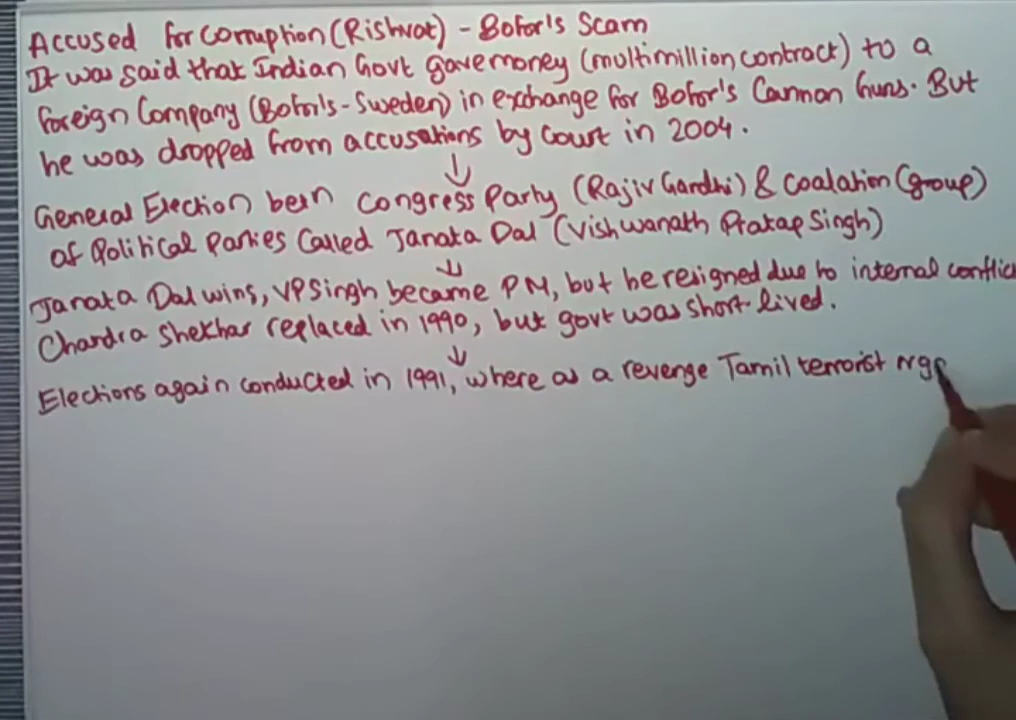 Accused for corruption (Rishwat) - Bofor's Scam
It was said that Indian Govt gave money (multimillion contract) to a
foreign Company (Bofor's-Sweden) in exchange for Bofor's Cannon Guns. But
he was dropped from accusations by Court in 2004.
↓
General Election betn Congress Party (Rajiv Gandhi) & coalation (group)
of Political Parties Called Janata Dal (Vishwanath Pratap Singh)
↓
Janata Dal wins, VP Singh became PM, but he resigned due to internal conflic
Chandra Shekhar replaced in 1990, but govt was short-lived.
↓
Elections again conducted in 1991, where as a revenge Tamil terrorist